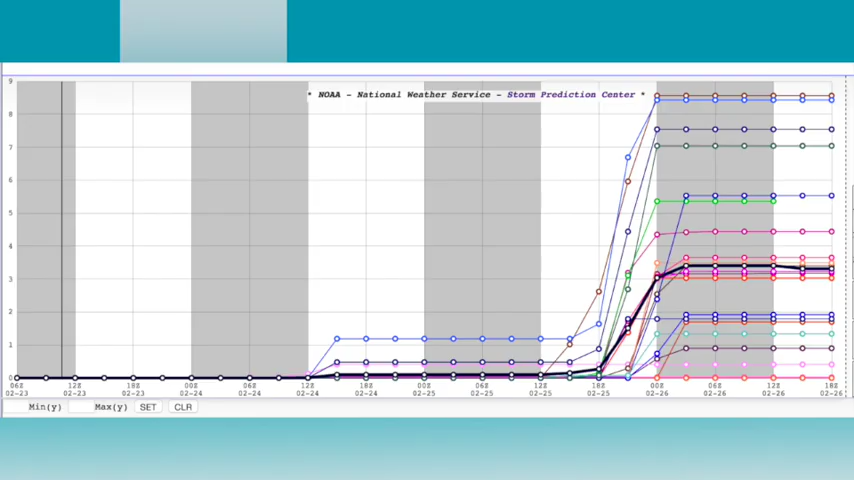 * NOAA - National Weather Service - Storm Prediction Center *
9
8
7
6
5
4
3
2
1
0
06Z 12Z 18Z 00Z 06Z 12Z 18Z 00Z 06Z 12Z 18Z 00Z 06Z 12Z 18Z
02-23 02-23 02-23 02-24 02-24 02-24 02-24 02-25 02-25 02-25 02-25 02-26 02-26 02-26 02-26
Min(y) Max(y) SET CLR